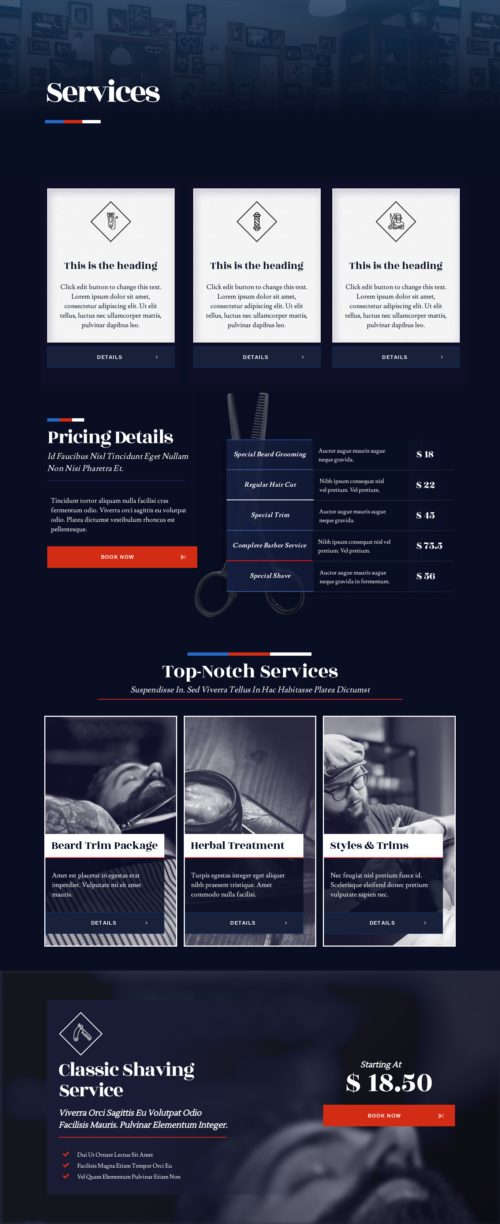 Services
This is the heading
Click edit button to change this text.
Lorem ipsum dolor sit amet,
consectetur adipiscing elit. Ut elit
tellus, luctus nec ullamcorper mattis,
pulvinar dapibus leo.
DETAILS
This is the heading
Click edit button to change this text.
Lorem ipsum dolor sit amet,
consectetur adipiscing elit. Ut elit
tellus, luctus nec ullamcorper mattis,
pulvinar dapibus leo.
DETAILS
This is the heading
Click edit button to change this text.
Lorem ipsum dolor sit amet,
consectetur adipiscing elit. Ut elit
tellus, luctus nec ullamcorper mattis,
pulvinar dapibus leo.
DETAILS
Pricing Details
Id Faucibus Nisl Tincidunt Eget Nullam
Non Nisi Pharetra Et.
Tincidunt tortor aliquam nulla facilisi cras
fermentum odio. Viverra orci sagittis eu volutpat
odio. Platea dictumst vestibulum rhoncus est
pellentesque.
BOOK NOW
Special Beard Grooming
Auctor augue mauris augue
neque gravida.
$ 18
Regular Hair Cut
Nibh ipsum consequat nisl
vel pretium. Vel pretium.
$ 22
Special Trim
Auctor augue mauris augue
neque gravida.
$ 45
Complete Barber Service
Nibh ipsum consequat nisl vel
pretium. Vel pretium.
$ 75.5
Special Shave
Auctor augue mauris augue
neque gravida in fermentum.
$ 56
Top-Notch Services
Suspendisse In. Sed Viverra Tellus In Hac Habitasse Platea Dictumst
Beard Trim Package
Amet est placerat in egestas erat
imperdiet. Vulputate mi sit amet
mauris.
DETAILS
Herbal Treatment
Turpis egestas integer eget aliquet
nibh praesent tristique. Amet
commodo nulla facilisi.
DETAILS
Styles & Trims
Nec feugiat nisl pretium fusce id.
Scelerisque eleifend donec pretium
vulputate sapien nec.
DETAILS
Classic Shaving
Service
Viverra Orci Sagittis Eu Volutpat Odio
Facilisis Mauris. Pulvinar Elementum Integer.
Dui Ut Ornare Lectus Sit Amet
Facilisis Magna Etiam Tempor Orci Eu
Vel Quam Elementum Pulvinar Etiam Non
Starting At
$ 18.50
BOOK NOW